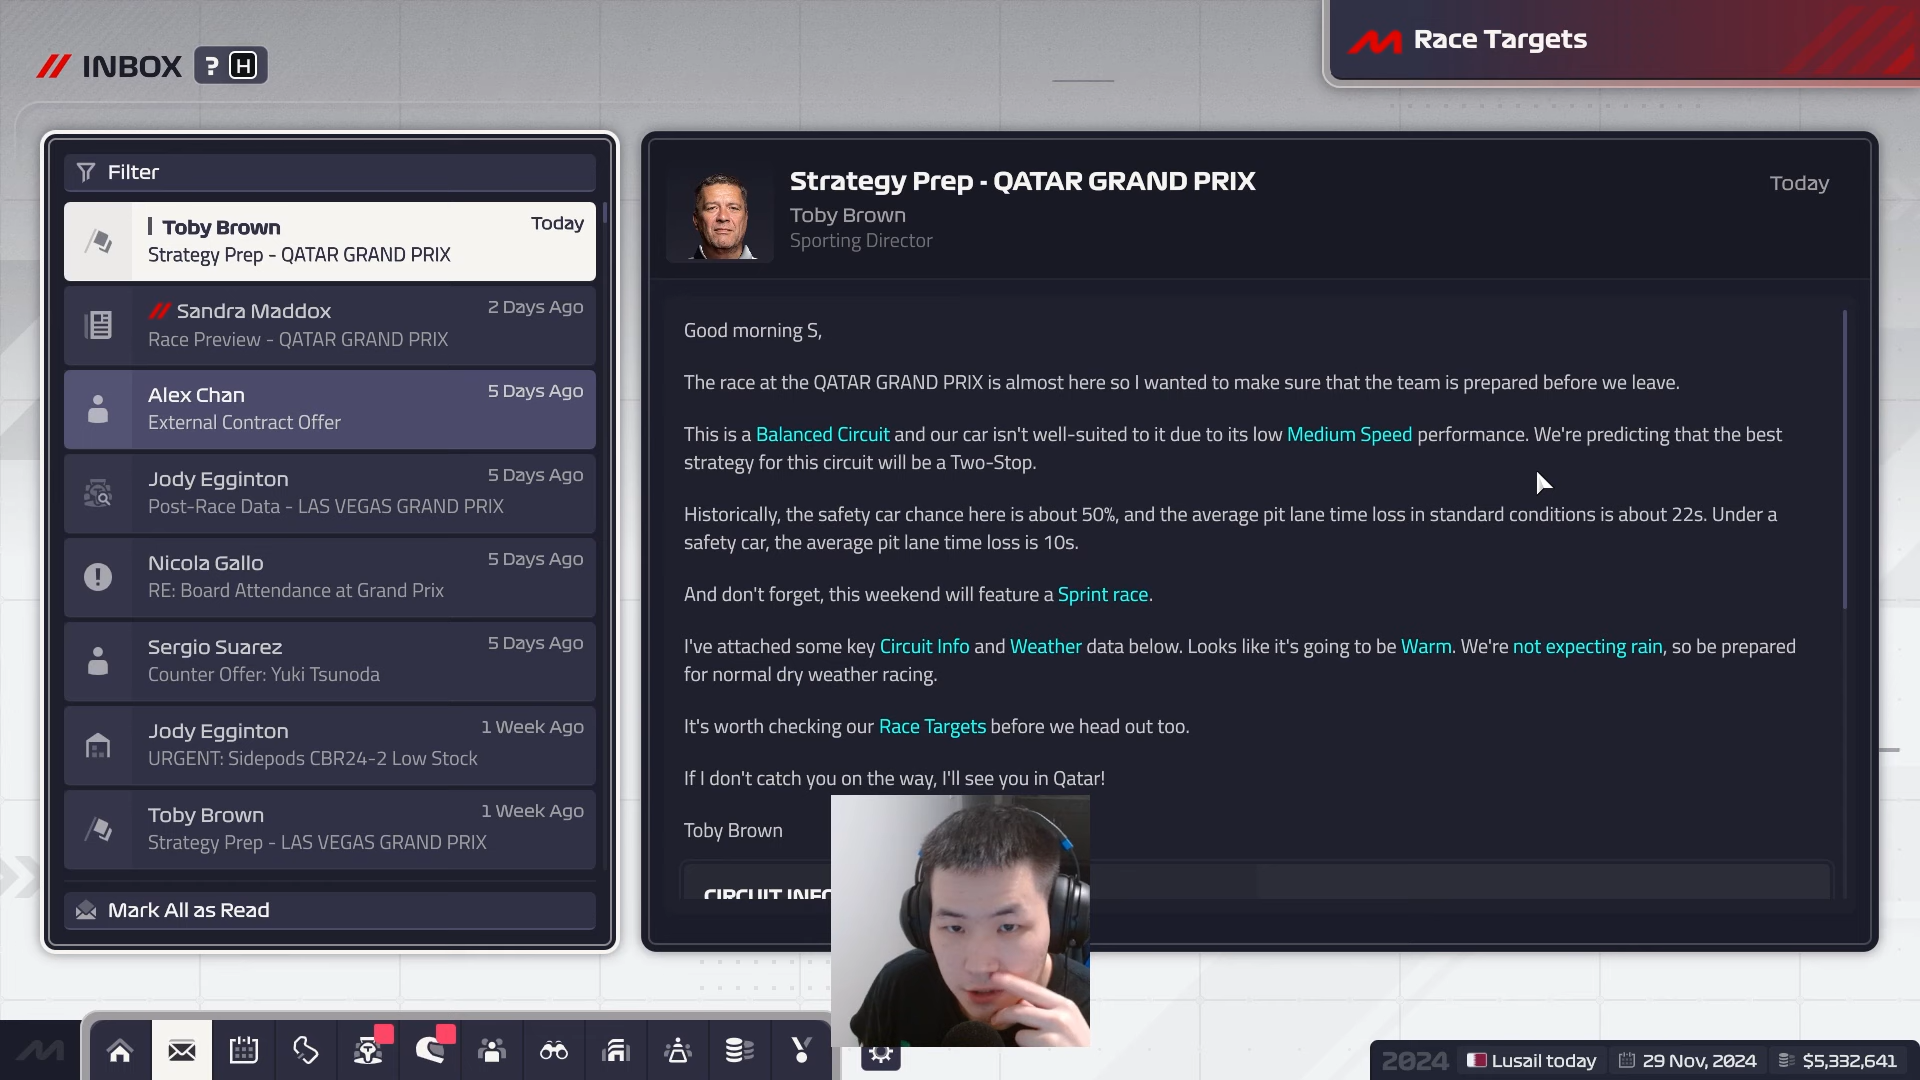 INBOX ? H
Race Targets
Filter
Toby Brown
Today
Strategy Prep - QATAR GRAND PRIX
Sandra Maddox
2 Days Ago
Race Preview - QATAR GRAND PRIX
Alex Chan
5 Days Ago
External Contract Offer
Jody Egginton
5 Days Ago
Post-Race Data - LAS VEGAS GRAND PRIX
Nicola Gallo
5 Days Ago
RE: Board Attendance at Grand Prix
Sergio Suarez
5 Days Ago
Counter Offer: Yuki Tsunoda
Jody Egginton
1 Week Ago
URGENT: Sidepods CBR24-2 Low Stock
Toby Brown
1 Week Ago
Strategy Prep - LAS VEGAS GRAND PRIX
Mark All as Read
Strategy Prep - QATAR GRAND PRIX
Today
Toby Brown
Sporting Director
Good morning S,
The race at the QATAR GRAND PRIX is almost here so I wanted to make sure that the team is prepared before we leave.
This is a Balanced Circuit and our car isn't well-suited to it due to its low Medium Speed performance. We're predicting that the best
strategy for this circuit will be a Two-Stop.
Historically, the safety car chance here is about 50%, and the average pit lane time loss in standard conditions is about 22s. Under a
safety car, the average pit lane time loss is 10s.
And don't forget, this weekend will feature a Sprint race.
I've attached some key Circuit Info and Weather data below. Looks like it's going to be Warm. We're not expecting rain, so be prepared
for normal dry weather racing.
It's worth checking our Race Targets before we head out too.
If I don't catch you on the way, I'll see you in Qatar!
Toby Brown
CIRCUIT INFO
2024
Lusail today
29 Nov, 2024
$5,332,641